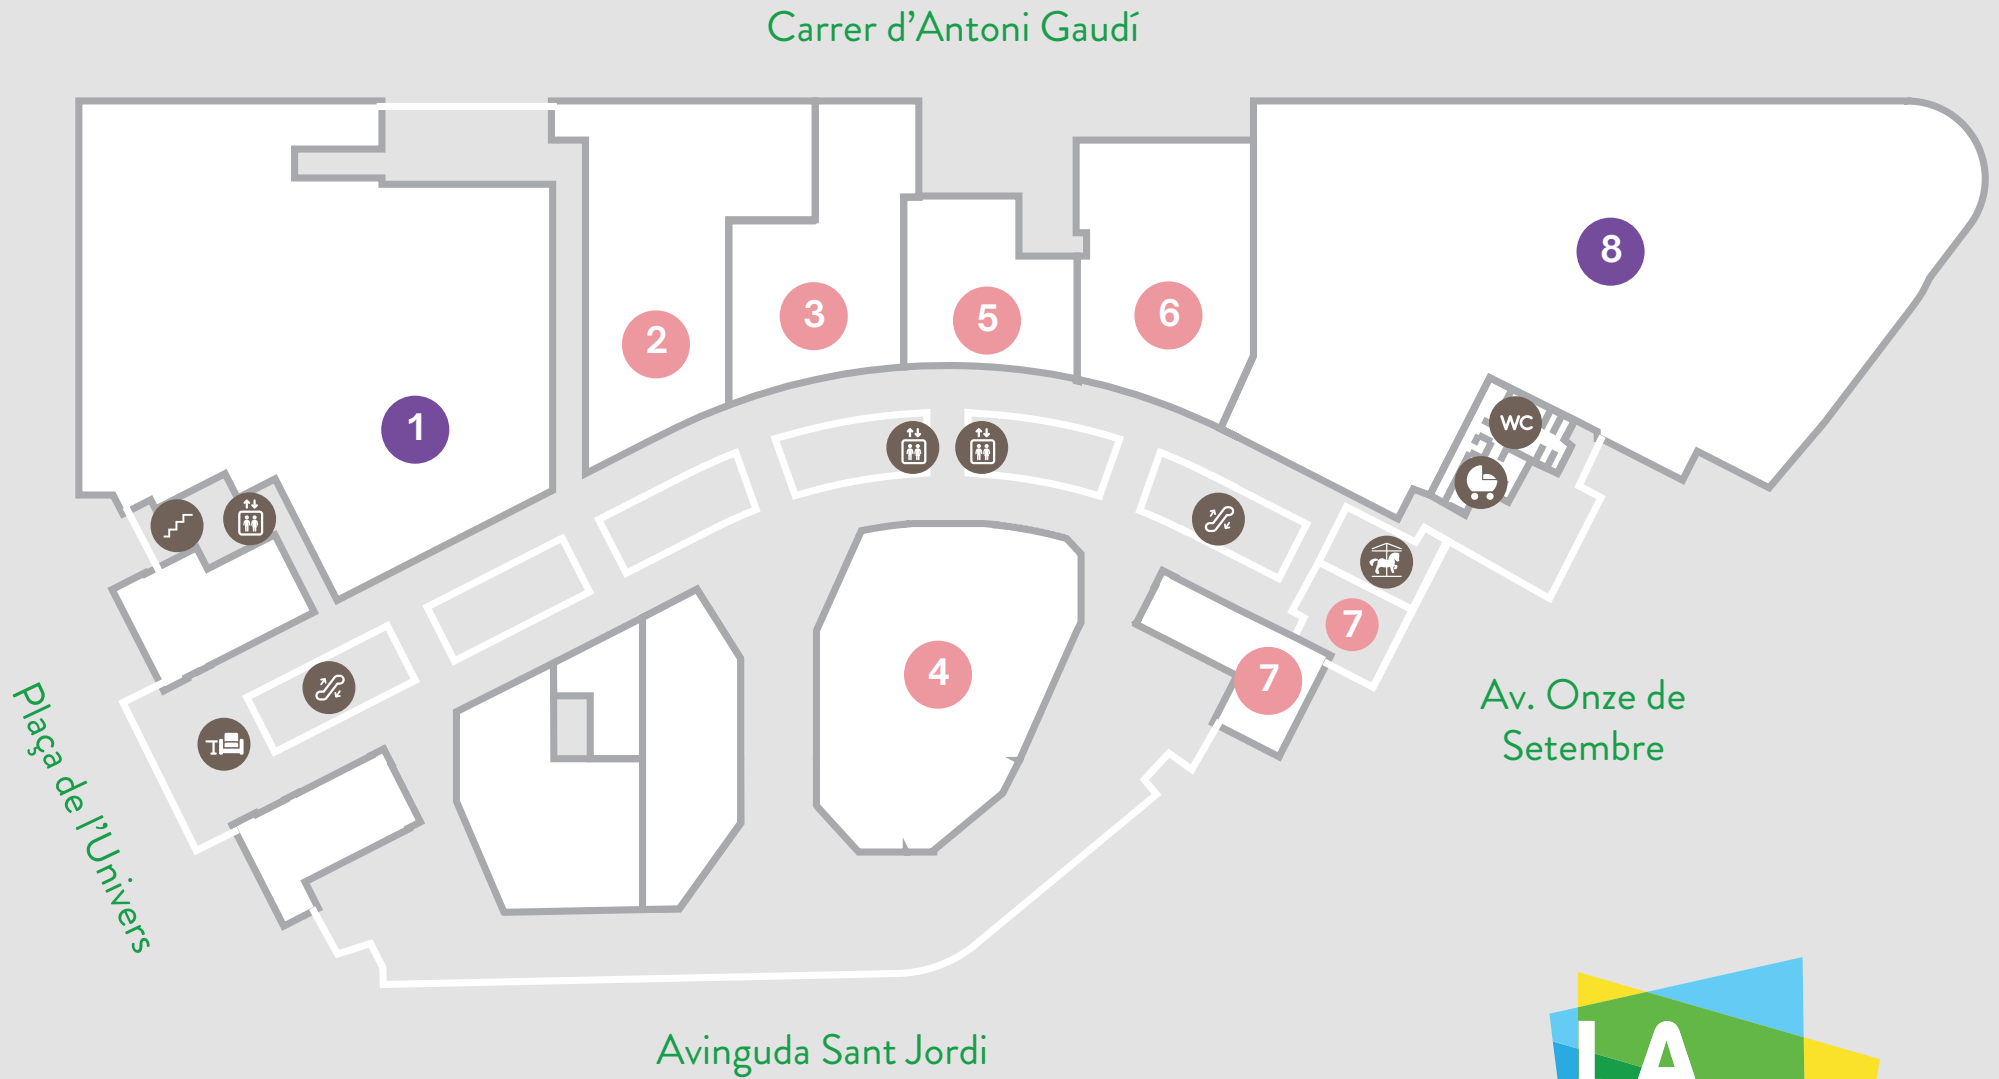 Carrer d’Antoni Gaudí
8
3
5
6
2
1
WC
7
4
7
Plaça de l’Univers
Av. Onze de
Setembre
Avinguda Sant Jordi
LA